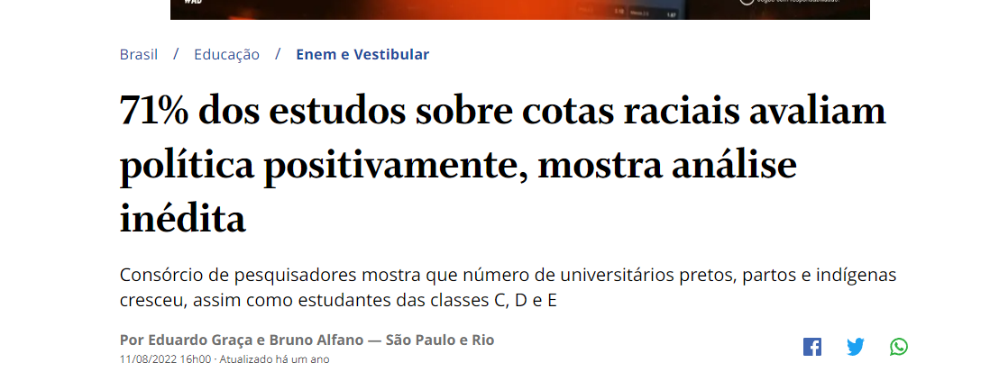 #AD
Brasil / Educação / Enem e Vestibular
71% dos estudos sobre cotas raciais avaliam
política positivamente, mostra análise
inédita
Consórcio de pesquisadores mostra que número de universitários pretos, partos e indígenas
cresceu, assim como estudantes das classes C, D e E
Por Eduardo Graça e Bruno Alfano — São Paulo e Rio
11/08/2022 16h00 · Atualizado há um ano